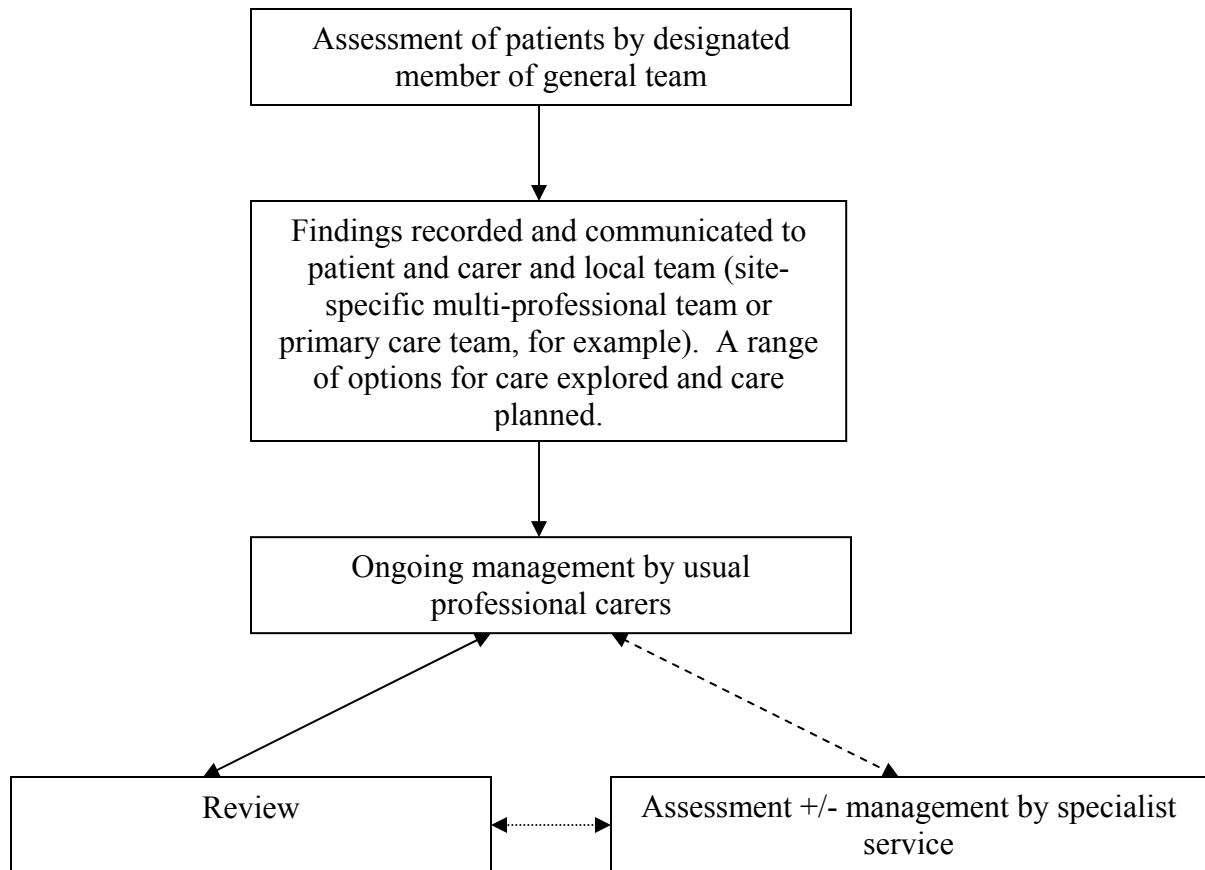 Assessment of patients by designated
member of general team
Findings recorded and communicated to
patient and carer and local team (site-
specific multi-professional team or
primary care team, for example).  A range
of options for care explored and care
planned.
Ongoing management by usual
professional carers
Review
Assessment +/- management by specialist
service